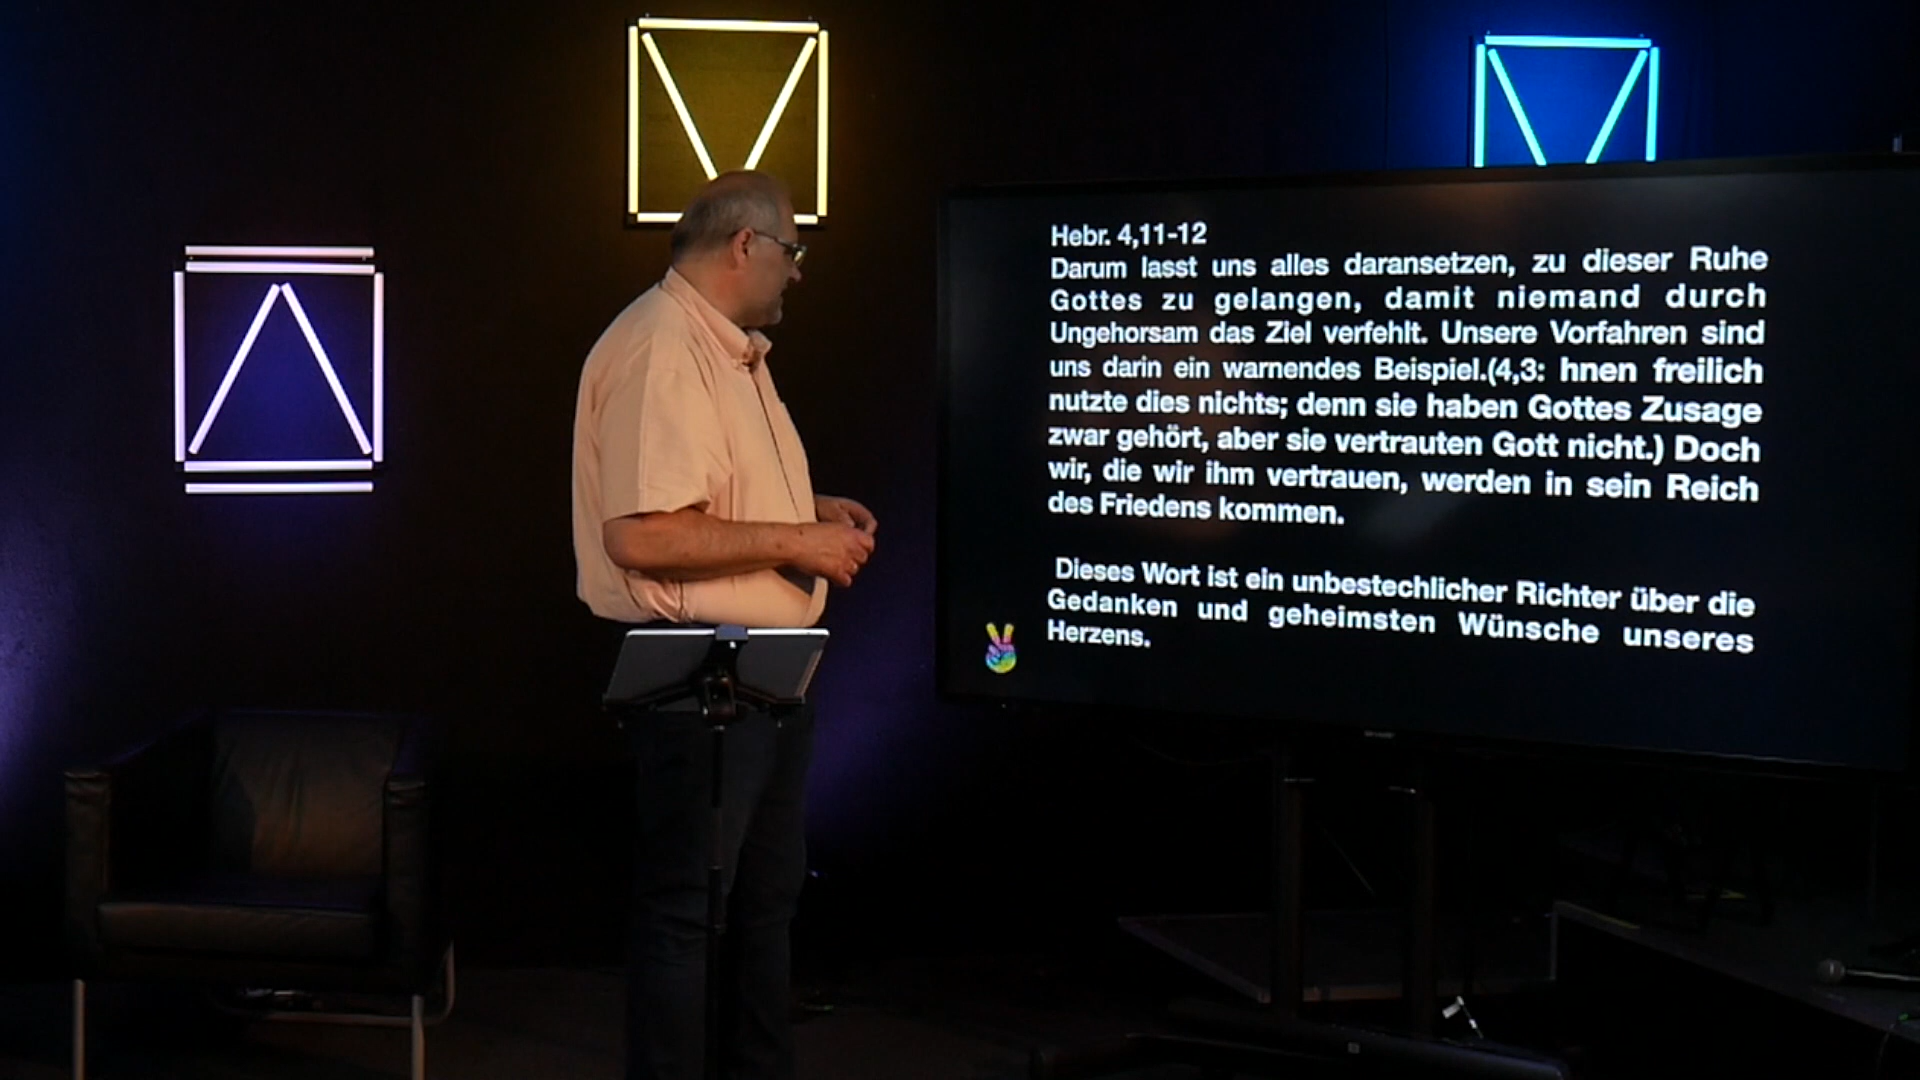 Hebr. 4,11-12
Darum lasst uns alles daransetzen, zu dieser Ruhe
Gottes zu gelangen, damit niemand durch
Ungehorsam das Ziel verfehlt. Unsere Vorfahren sind
uns darin ein warnendes Beispiel.(4,3: hnen freilich
nutzte dies nichts; denn sie haben Gottes Zusage
zwar gehört, aber sie vertrauten Gott nicht.) Doch
wir, die wir ihm vertrauen, werden in sein Reich
des Friedens kommen.
Dieses Wort ist ein unbestechlicher Richter über die
Gedanken und geheimsten Wünsche unseres
Herzens.